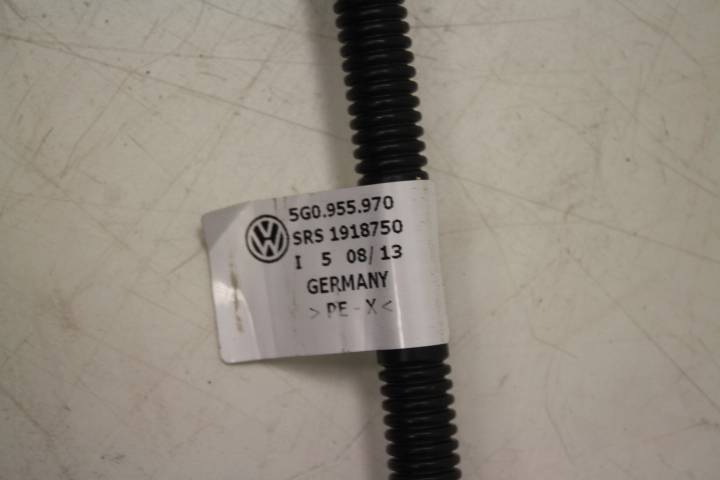 5G0.955.970
SRS 1918750
I 5 08/13
GERMANY
>PE-X<